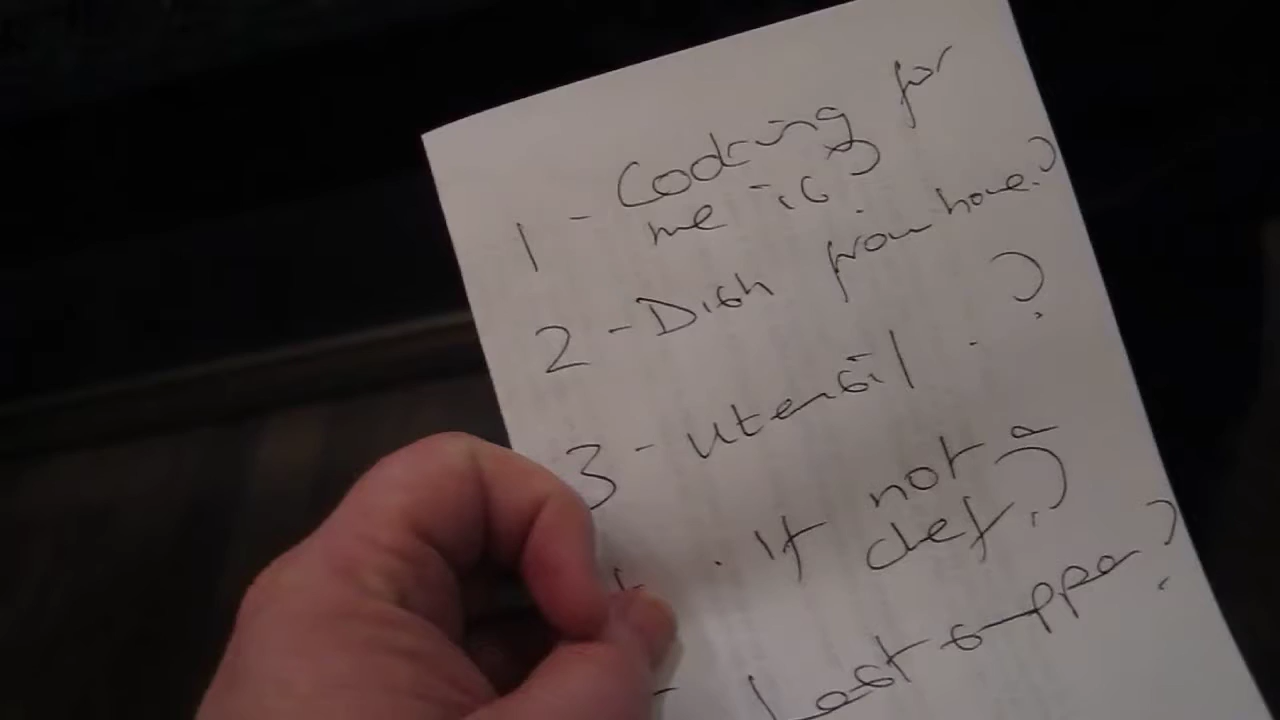 1 - Cooking for
me is
2 - Dish from home?
3 - utensil . ?
. If not a
chef?
- Last supper?